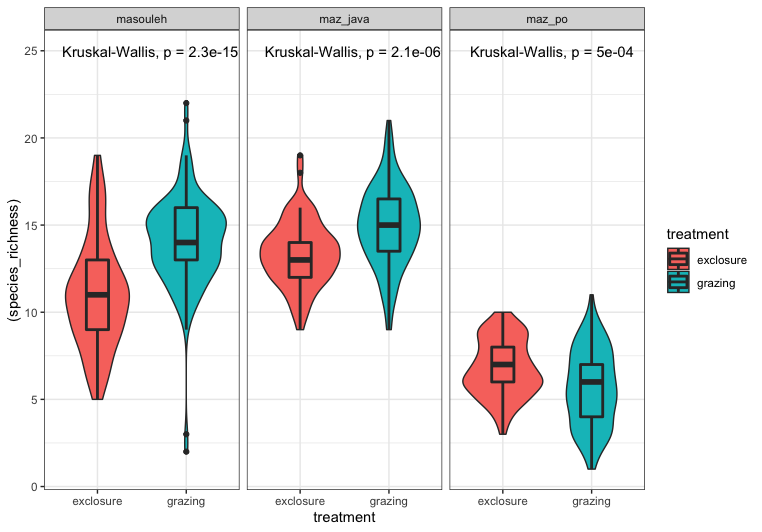 masouleh
maz_java
maz_po
Kruskal-Wallis, p = 2.3e-15
Kruskal-Wallis, p = 2.1e-06
Kruskal-Wallis, p = 5e-04
25
20
15
10
5
0
(species_richness)
exclosure
grazing
exclosure
grazing
exclosure
grazing
treatment
treatment
exclosure
grazing